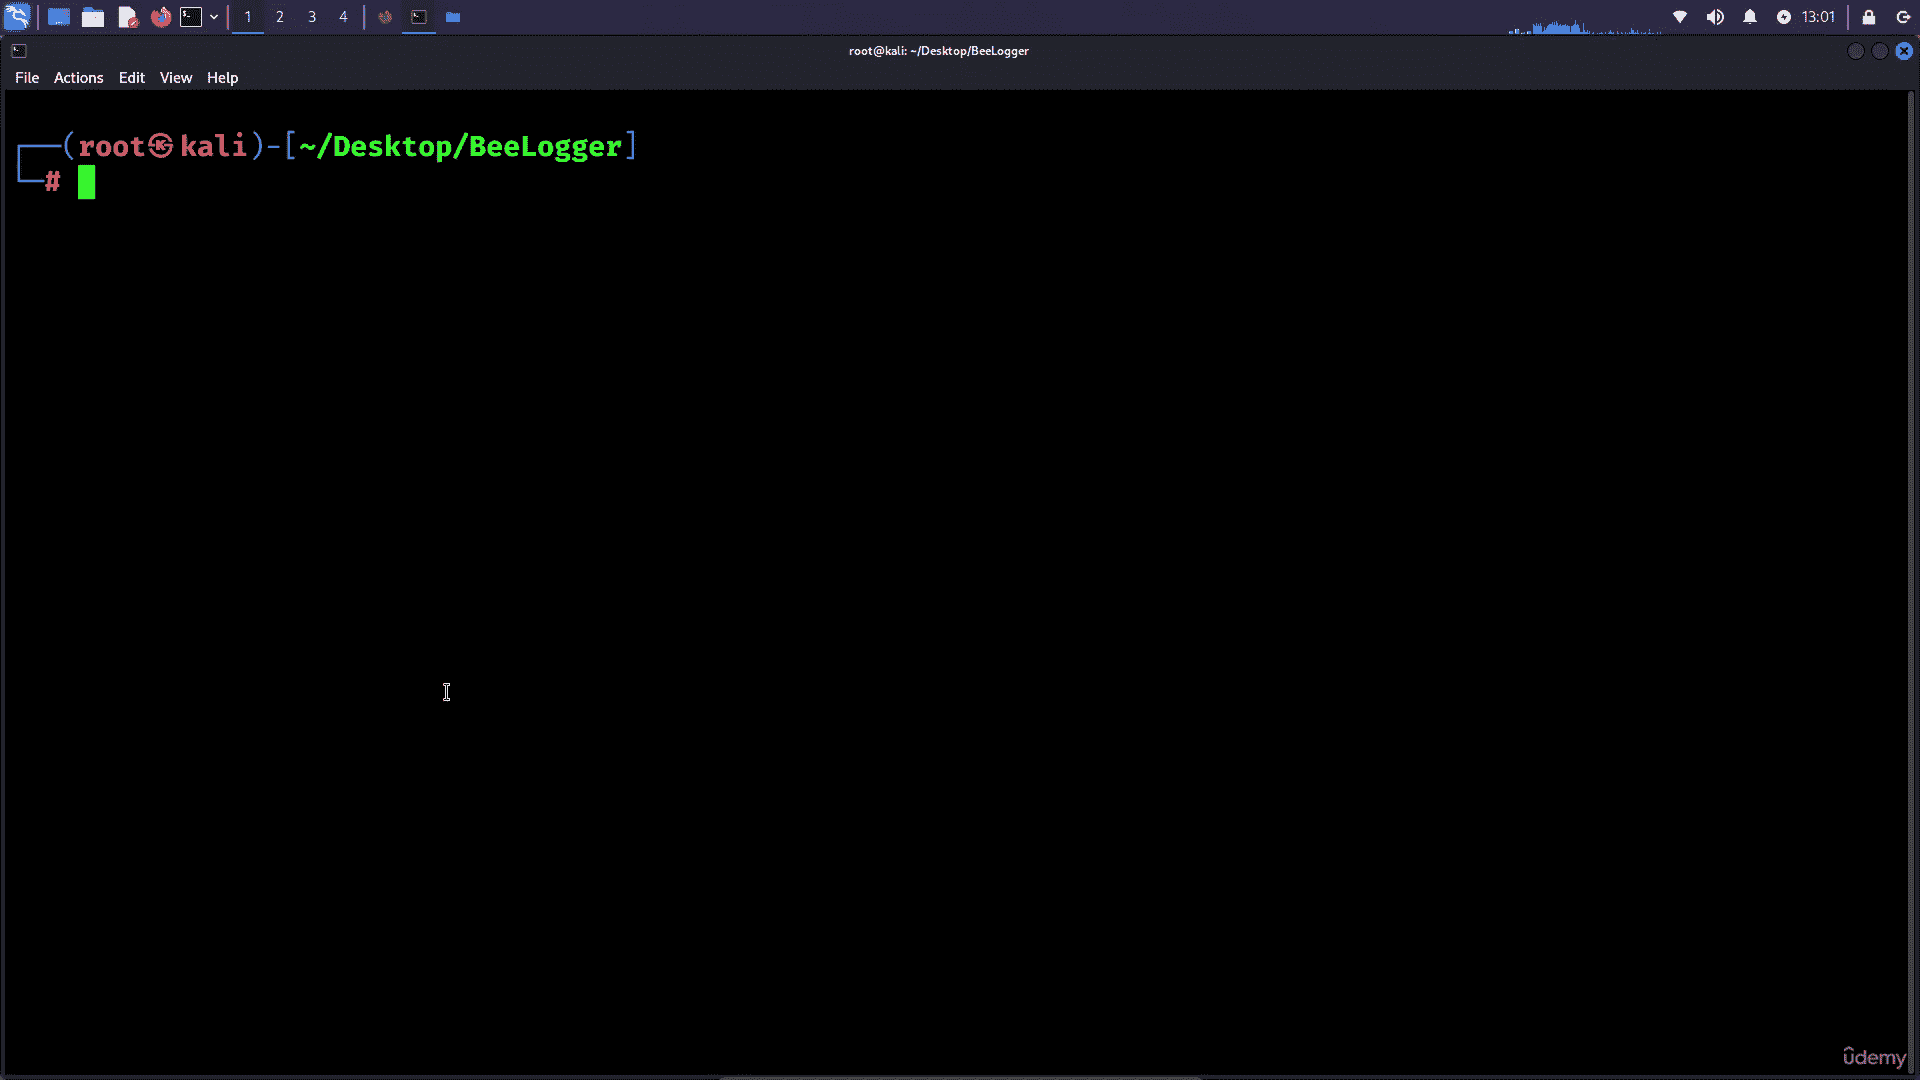 1 2 3 4 13:01
root@kali: ~/Desktop/BeeLogger
File Actions Edit View Help
┌──(root㉿kali)-[~/Desktop/BeeLogger]
└─#
ûdemy